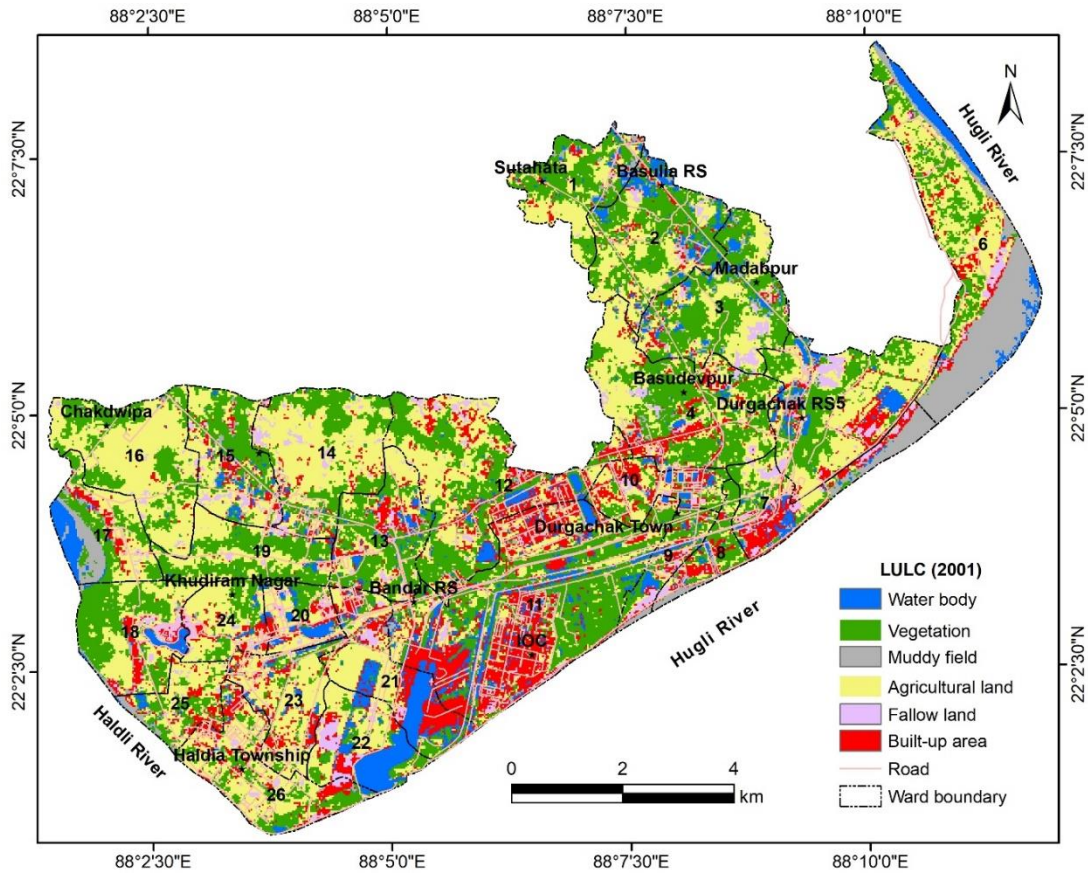 88°2'30"E 88°5'0"E 88°7'30"E 88°10'0"E
N
22°7'30"N
22°7'30"N
Hugli River
Sutahata
Basulia RS
1
2
6
Madabpur
3
22°5'0"N
22°5'0"N
Chakdwipa
Basudevpur
4
Durgachak RS5
16
15
14
12
10
7
17
13
Durgachak Town
19
9
8
Khudiram Nagar
Bandar RS
24
20
11
18
IOC
Hugli River
22°2'30"N
22°2'30"N
21
25
23
Haldi River
Haldia Township
22
26
LULC (2001)
Water body
Vegetation
Muddy field
Agricultural land
Fallow land
Built-up area
Road
Ward boundary
0 2 4
km
88°2'30"E 88°5'0"E 88°7'30"E 88°10'0"E